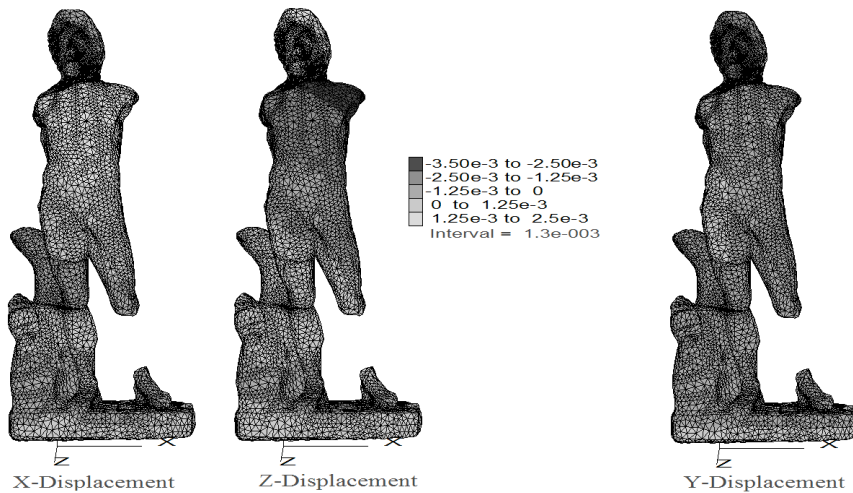 -3.50e-3 to -2.50e-3
-2.50e-3 to -1.25e-3
-1.25e-3 to 0
0 to 1.25e-3
1.25e-3 to 2.5e-3
Interval = 1.3e-003
X
Z
X
Z
X
Z
X-Displacement
Z-Displacement
Y-Displacement